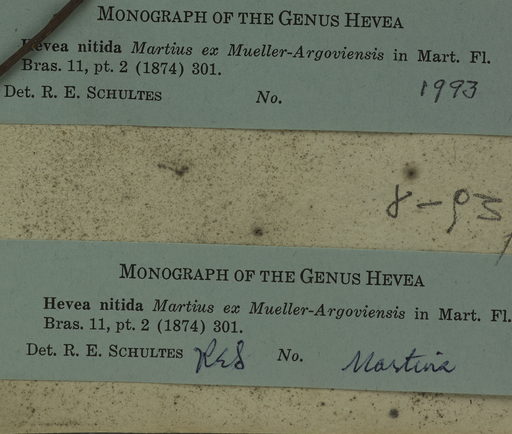 MONOGRAPH OF THE GENUS HEVEA
Hevea nitida Martius ex Mueller-Argoviensis in Mart. Fl.
Bras. 11, pt. 2 (1874) 301.
Det. R. E. SCHULTES No. 1993
8-93
MONOGRAPH OF THE GENUS HEVEA
Hevea nitida Martius ex Mueller-Argoviensis in Mart. Fl.
Bras. 11, pt. 2 (1874) 301.
Det. R. E. SCHULTES RES No. Martius